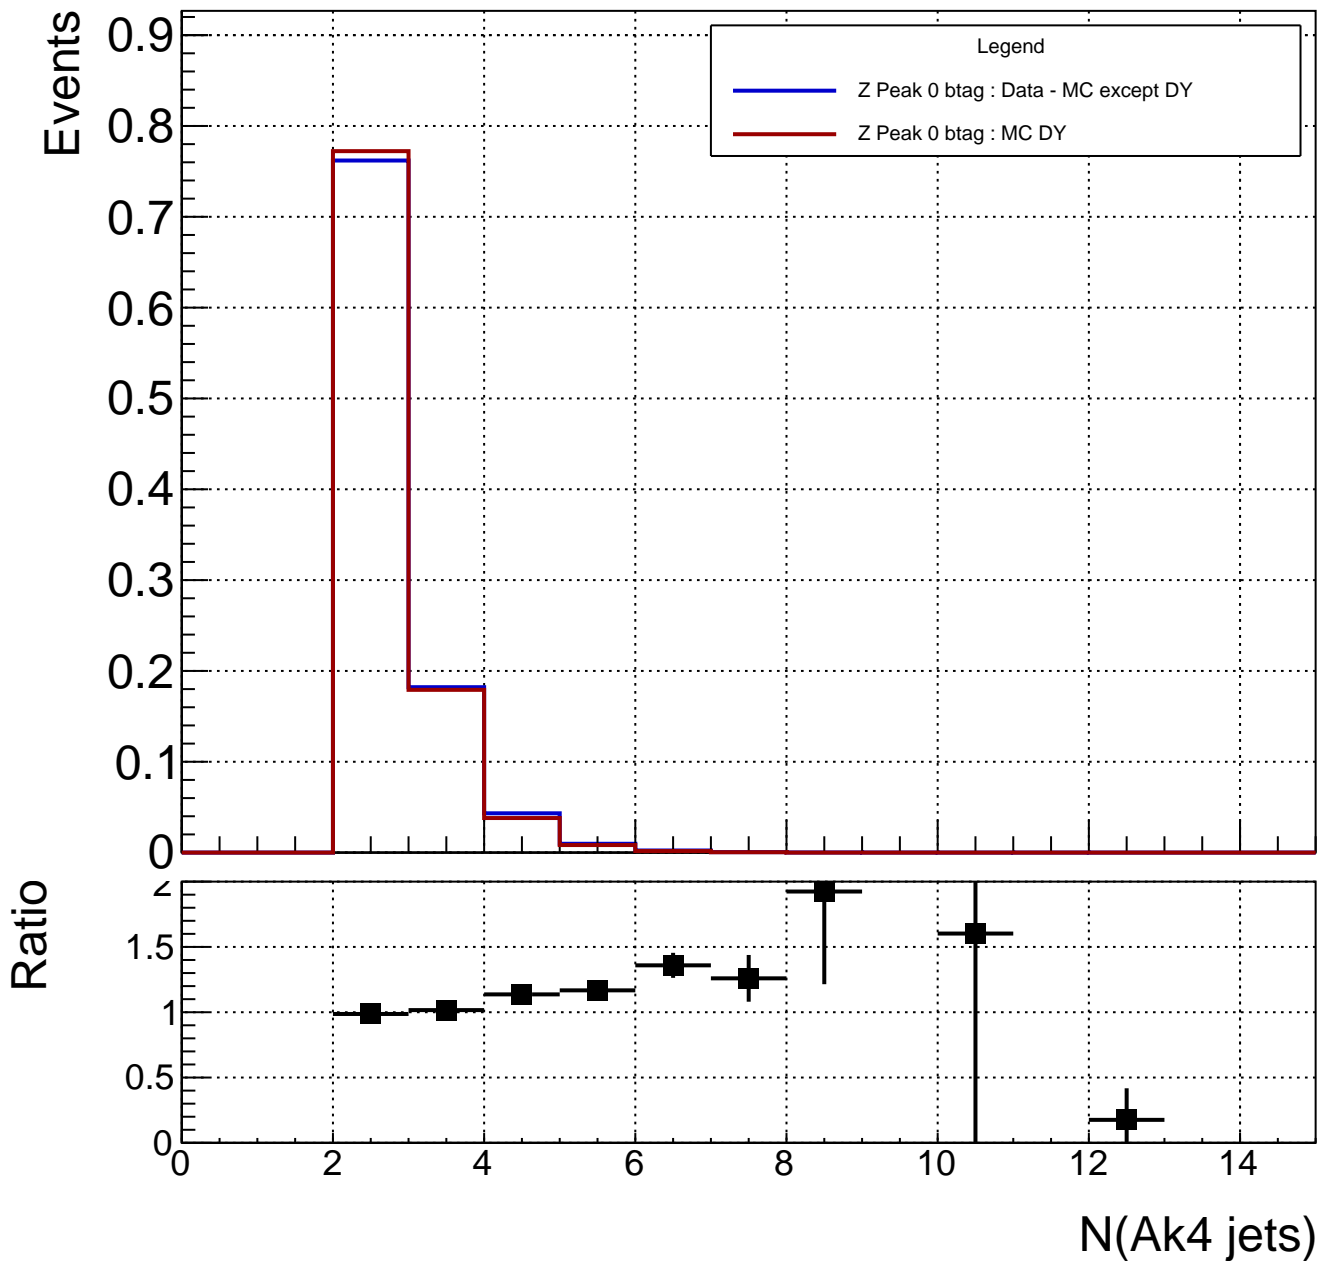 Events
0.9
0.8
0.7
0.6
0.5
0.4
0.3
0.2
0.1
0
Legend
Z Peak 0 btag : Data - MC except DY
Z Peak 0 btag : MC DY
Ratio
2
1.5
1
0.5
0
0 2 4 6 8 10 12 14
N(Ak4 jets)